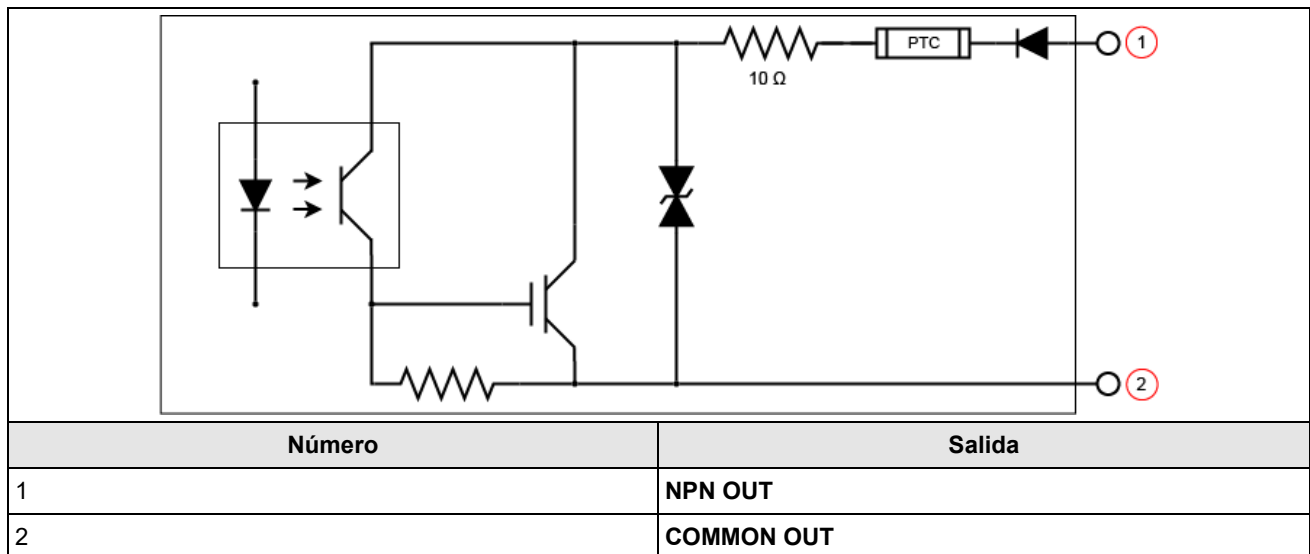 PTC
1
10 Ω
2
Número Salida
1 NPN OUT
2 COMMON OUT